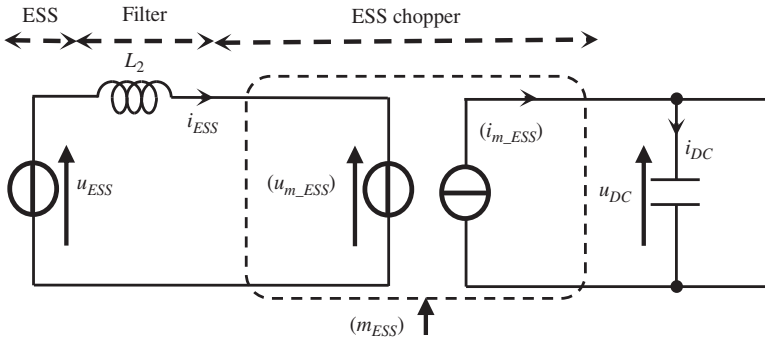 ESS Filter ESS chopper
L2
iESS
(im_ESS)
iDC
uESS
(um_ESS)
uDC
(mESS)